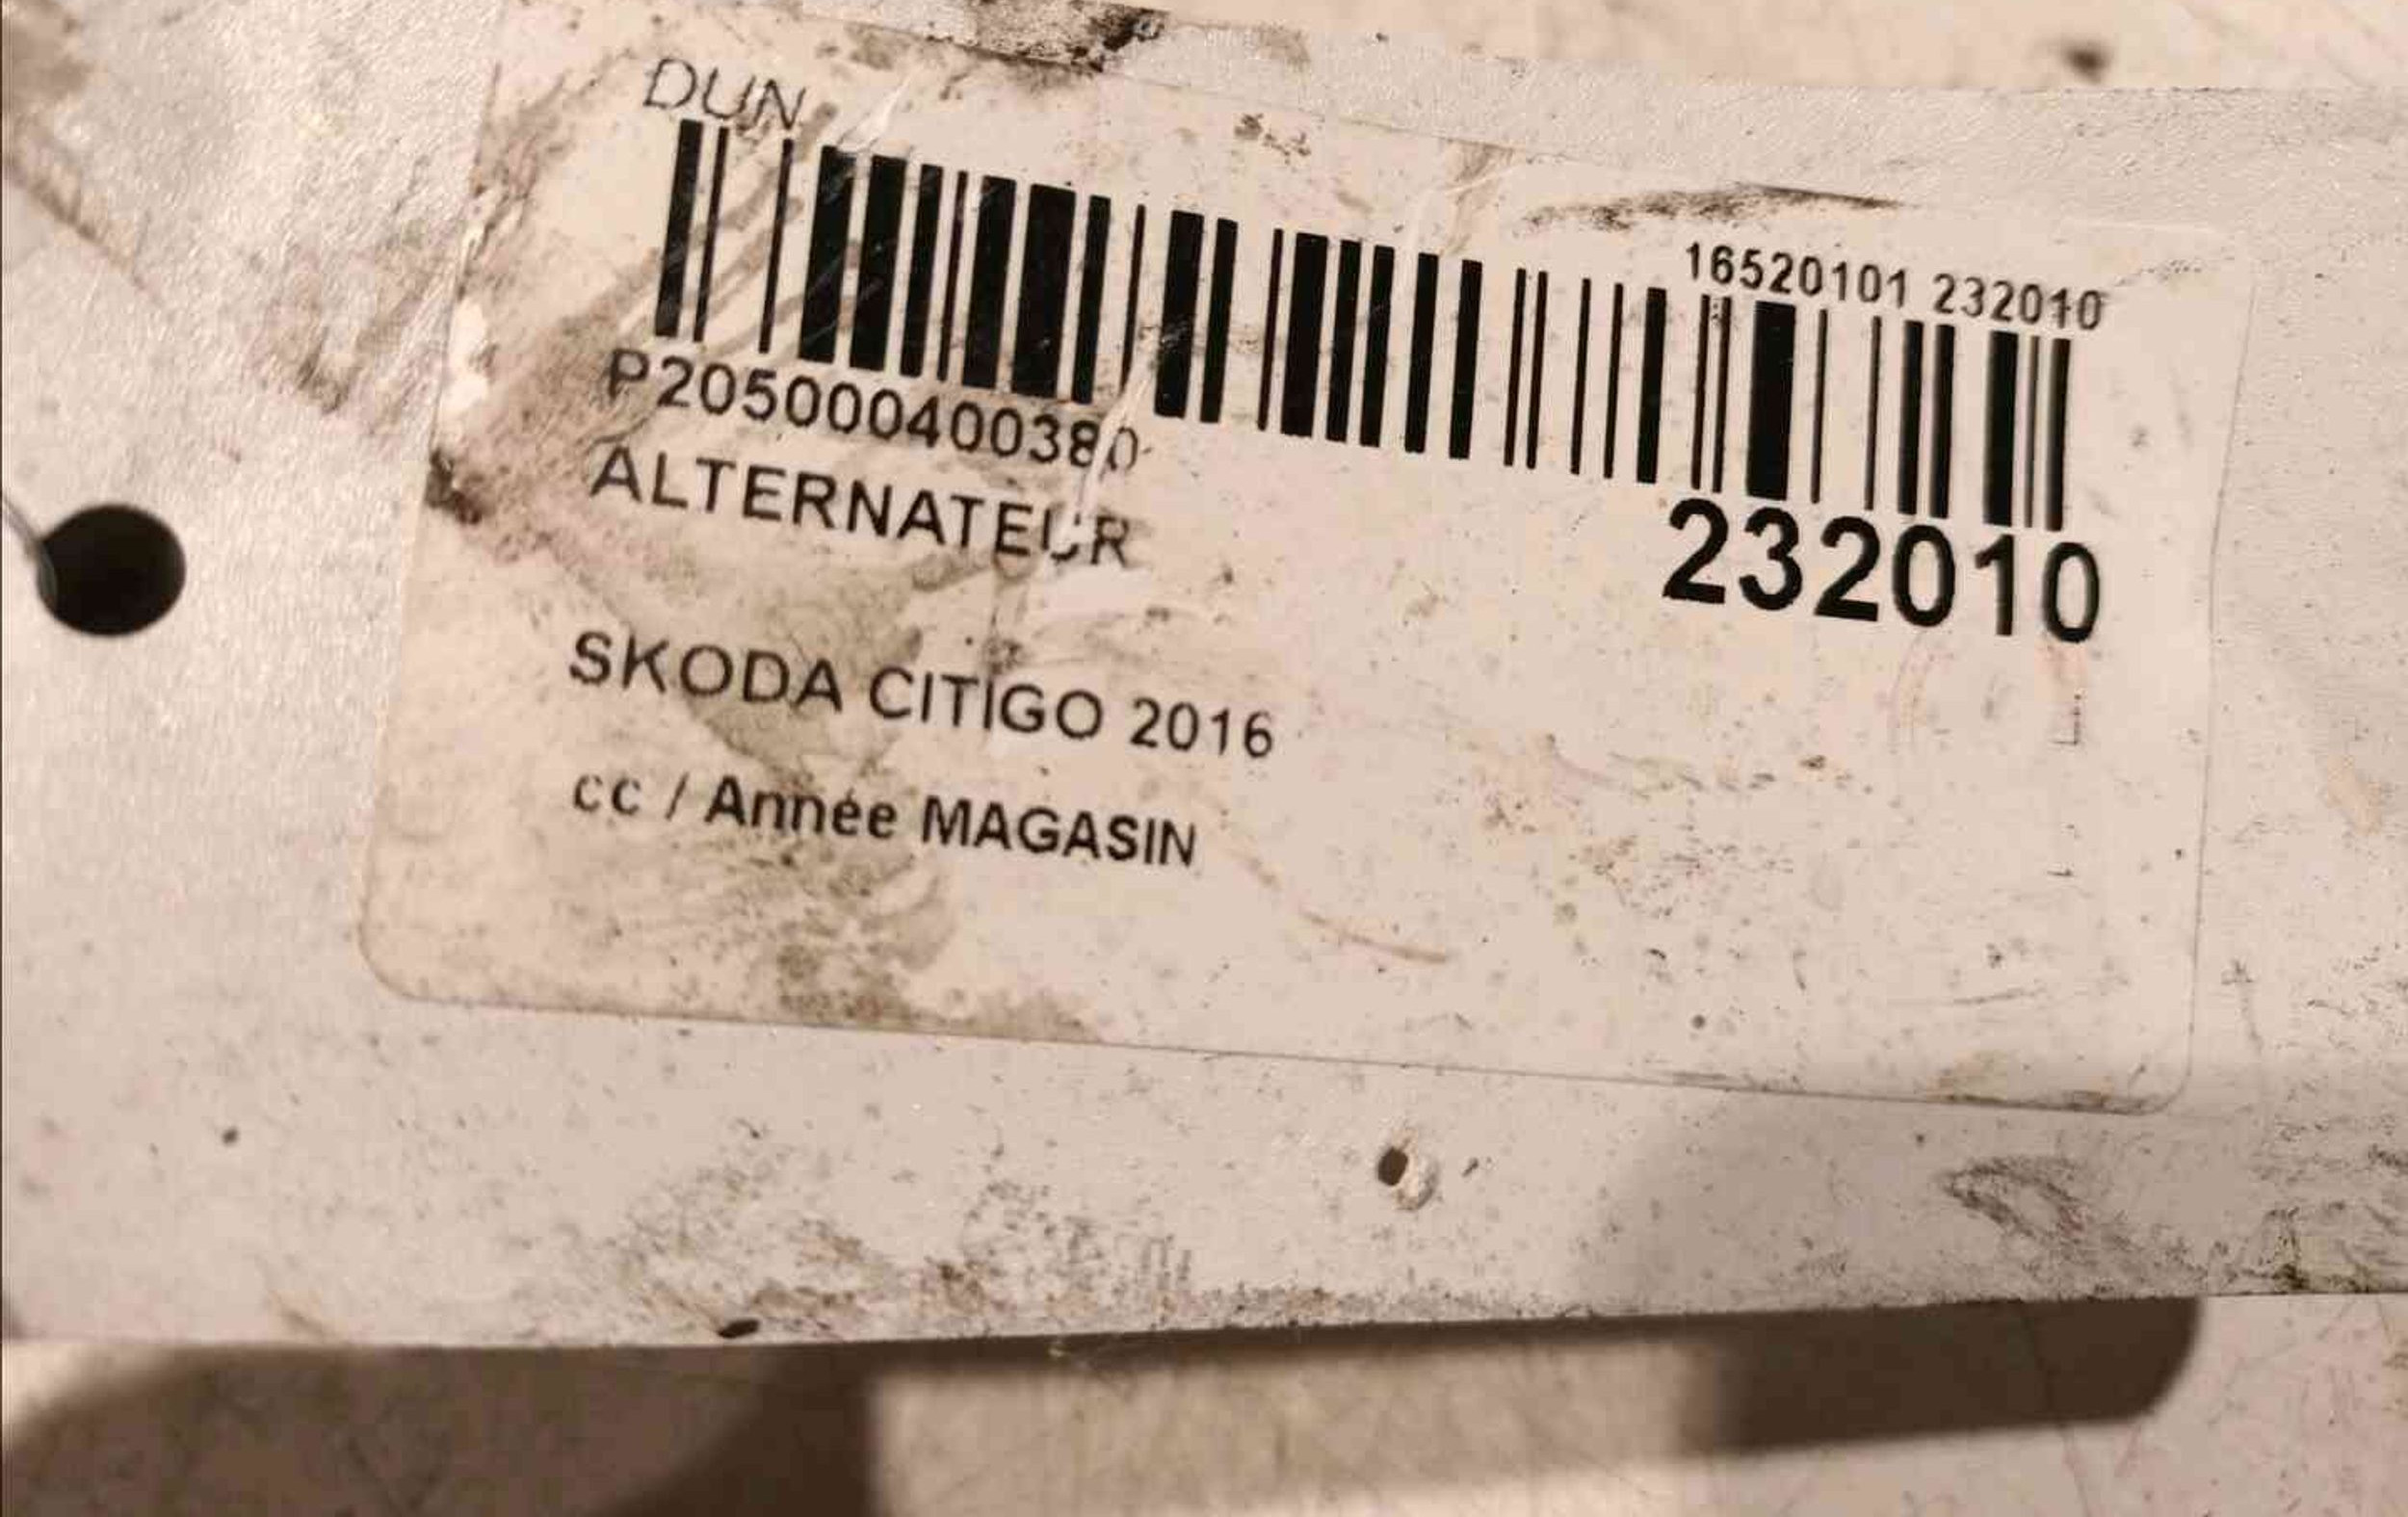 DUN
16520101 232010
P205000400380
232010
ALTERNATEUR
SKODA CITIGO 2016
cc / Année MAGASIN